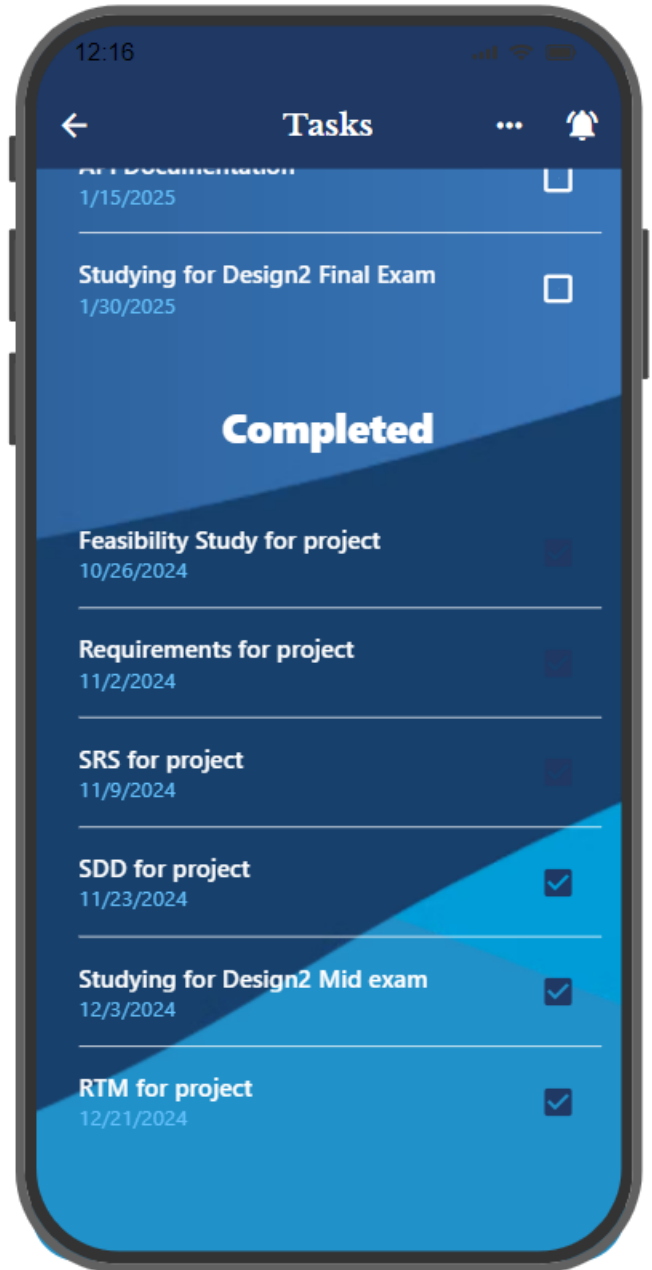 12:16
Tasks
API Documentation
1/15/2025
Studying for Design2 Final Exam
1/30/2025
Completed
Feasibility Study for project
10/26/2024
Requirements for project
11/2/2024
SRS for project
11/9/2024
SDD for project
11/23/2024
Studying for Design2 Mid exam
12/3/2024
RTM for project
12/21/2024